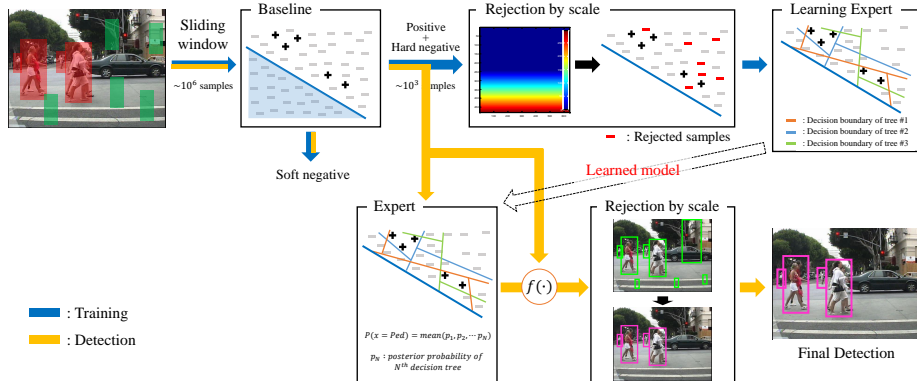 Sliding
window
~10⁶ samples
Baseline
Soft negative
Positive
+
Hard negative
~10³
mples
Rejection by scale
: Rejected samples
Learning Expert
: Decision boundary of tree #1
: Decision boundary of tree #2
: Decision boundary of tree #3
Learned model
Expert
P(x = Ped) = mean(p₁, p₂, ⋯ p_N)
p_N : posterior probability of
Nᵗʰ decision tree
f(·)
Rejection by scale
Final Detection
: Training
: Detection